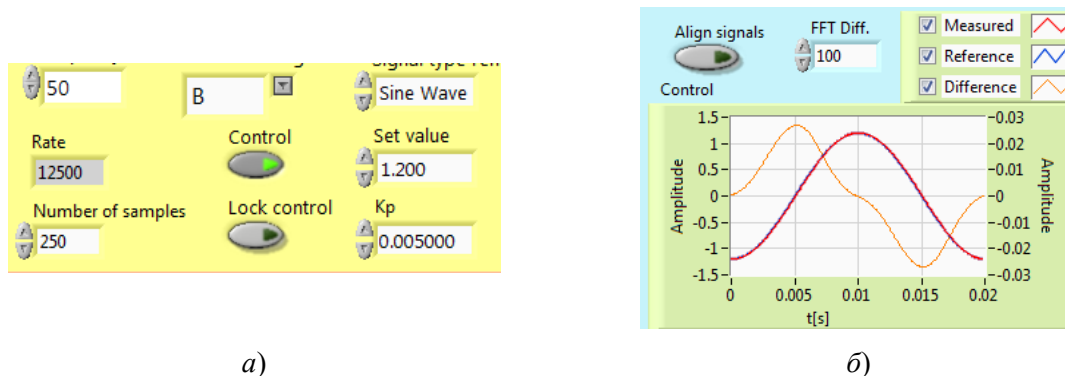 50
B
Sine Wave
Rate
Control
Set value
12500
1.200
Number of samples
Lock control
Kp
250
0.005000
а)
Align signals
FFT Diff.
100
Measured
Reference
Difference
Control
1.5
1
0.5
0
-0.5
-1
-1.5
Amplitude
0.03
0.02
0.01
0
-0.01
-0.02
-0.03
Amplitude
0 0.005 0.01 0.015 0.02
t[s]
б)